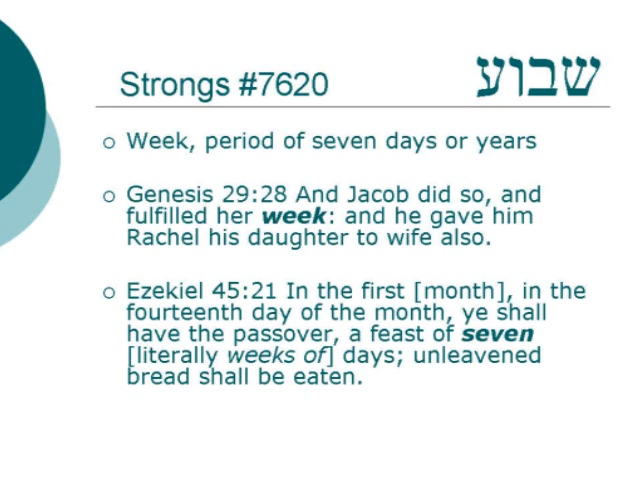 Strongs #7620 שבוע
Week, period of seven days or years
Genesis 29:28 And Jacob did so, and
fulfilled her week: and he gave him
Rachel his daughter to wife also.
Ezekiel 45:21 In the first [month], in the
fourteenth day of the month, ye shall
have the passover, a feast of seven
[literally weeks of] days; unleavened
bread shall be eaten.